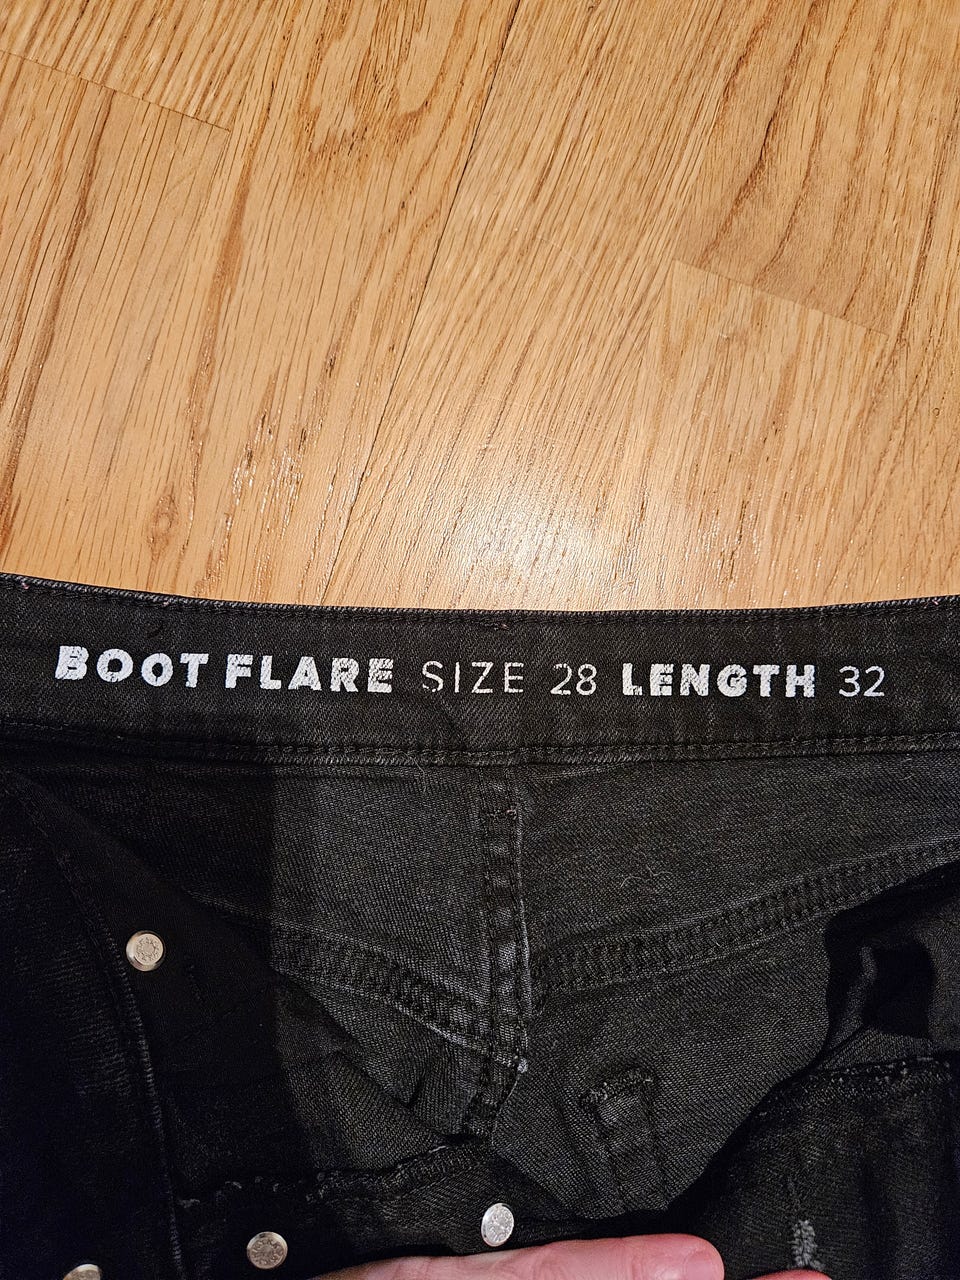 BOOT FLARE SIZE 28 LENGTH 32